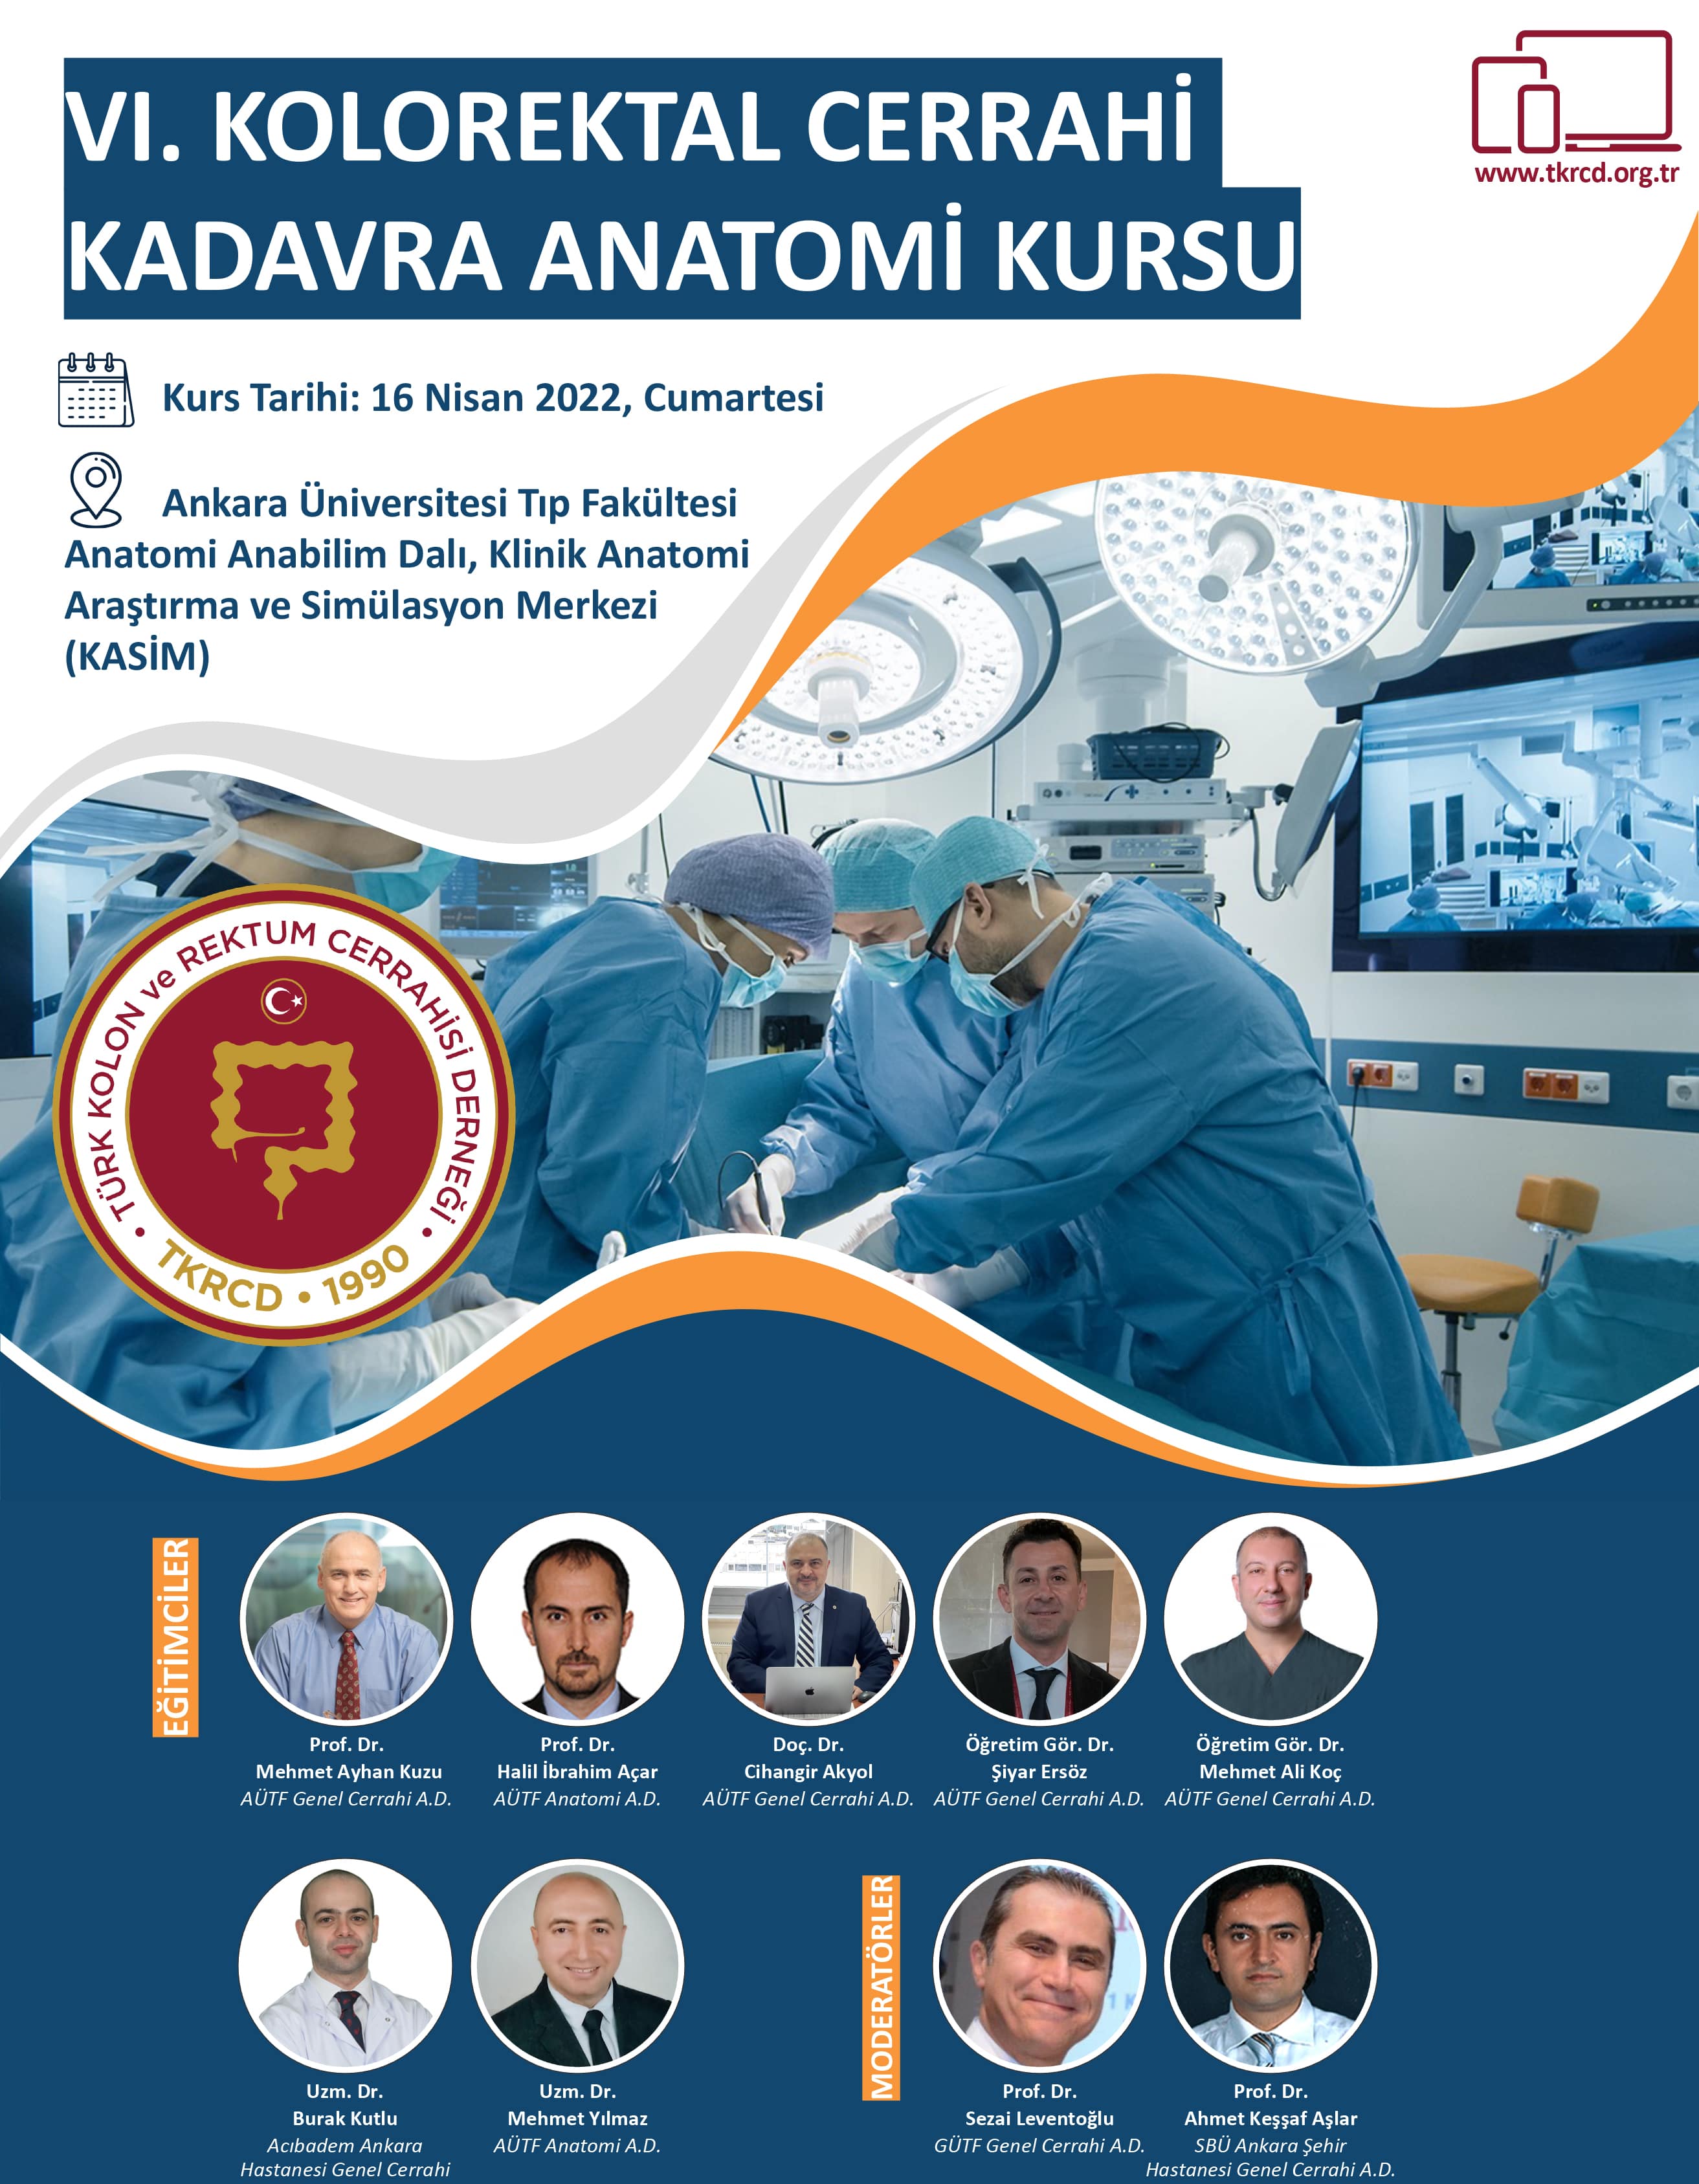 VI. KOLOREKTAL CERRAHİ
KADAVRA ANATOMİ KURSU
www.tkrcd.org.tr
Kurs Tarihi: 16 Nisan 2022, Cumartesi
Ankara Üniversitesi Tıp Fakültesi
Anatomi Anabilim Dalı, Klinik Anatomi
Araştırma ve Simülasyon Merkezi
(KASİM)
• TÜRK KOLON ve REKTUM CERRAHİSİ DERNEĞİ •
TKRCD • 1990
EĞİTİMCİLER
Prof. Dr.
Mehmet Ayhan Kuzu
AÜTF Genel Cerrahi A.D.
Prof. Dr.
Halil İbrahim Açar
AÜTF Anatomi A.D.
Doç. Dr.
Cihangir Akyol
AÜTF Genel Cerrahi A.D.
Öğretim Gör. Dr.
Şiyar Ersöz
AÜTF Genel Cerrahi A.D.
Öğretim Gör. Dr.
Mehmet Ali Koç
AÜTF Genel Cerrahi A.D.
Uzm. Dr.
Burak Kutlu
Acıbadem Ankara
Hastanesi Genel Cerrahi
Uzm. Dr.
Mehmet Yılmaz
AÜTF Anatomi A.D.
MODERATÖRLER
Prof. Dr.
Sezai Leventoğlu
GÜTF Genel Cerrahi A.D.
Prof. Dr.
Ahmet Keşşaf Aşlar
SBÜ Ankara Şehir
Hastanesi Genel Cerrahi A.D.